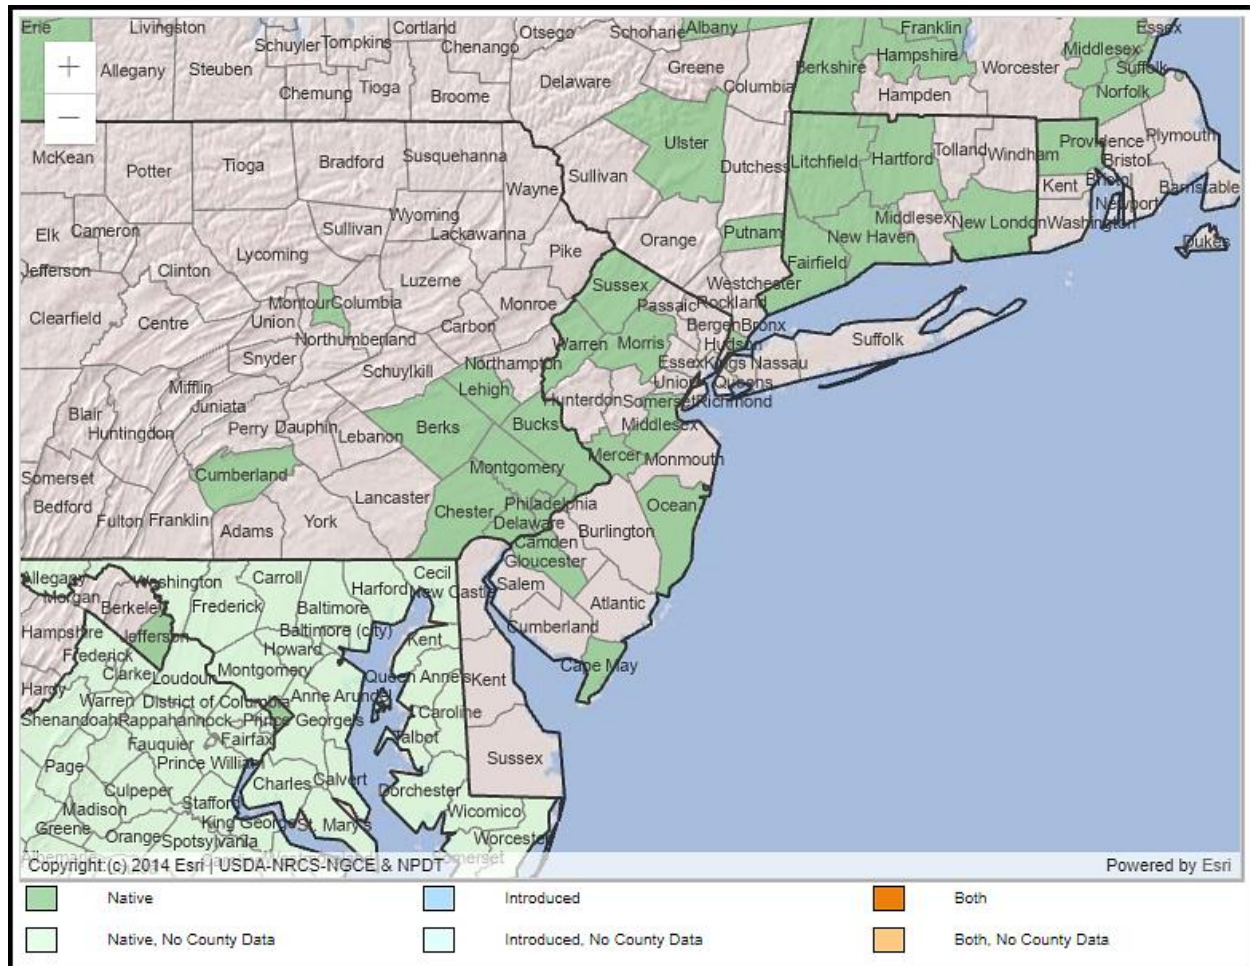 Erie Livingston Cortland Otsego Schoharie Albany Franklin Essex
Schuyler Tompkins Chenango Hampshire Middlesex
+ Allegany Steuben Greene Berkshire Worcester Suffolk
Chemung Tioga Broome Delaware Columbia Hampden Norfolk
−
McKean Potter Tioga Bradford Susquehanna Ulster Providence Plymouth
Wayne Sullivan Dutchess Litchfield Hartford Tolland Windham Bristol
Kent Bristol Barnstable
Elk Cameron Sullivan Wyoming Middlesex New London Washington Newport
Lycoming Lackawanna Orange Putnam New Haven Dukes
Jefferson Clinton Pike Fairfield
Luzerne Sussex Westchester
Clearfield Centre Montour Columbia Monroe Passaic Rockland
Union Carbon Bergen Bronx
Northumberland Warren Morris Hudson Suffolk
Snyder Schuylkill Northampton Essex Kings Nassau
Mifflin Lehigh Union Queens
Juniata Hunterdon Somerset Richmond
Blair Huntingdon Perry Dauphin Lebanon Berks Bucks Middlesex
Somerset Cumberland Montgomery Mercer Monmouth
Bedford Lancaster Philadelphia Ocean
Fulton Franklin Adams York Chester Delaware Burlington
Camden
Gloucester
Allegany Washington Carroll Harford Cecil New Castle Salem
Morgan Berkeley Frederick Baltimore Atlantic
Hampshire Jefferson Baltimore (city) Kent Cumberland
Frederick Howard
Clarke Loudoun Montgomery Queen Anne's Kent Cape May
Hardy Warren District of Columbia Anne Arundel
Shenandoah Rappahannock Prince George's Caroline
Fauquier Fairfax Talbot
Page Prince William Sussex
Culpeper Charles Calvert Dorchester
Madison Stafford Wicomico
Greene King George St. Mary's
Orange Spotsylvania Worcester
Albemarle Somerset
Copyright:(c) 2014 Esri | USDA-NRCS-NGCE & NPDT Powered by Esri
Native Introduced Both
Native, No County Data Introduced, No County Data Both, No County Data